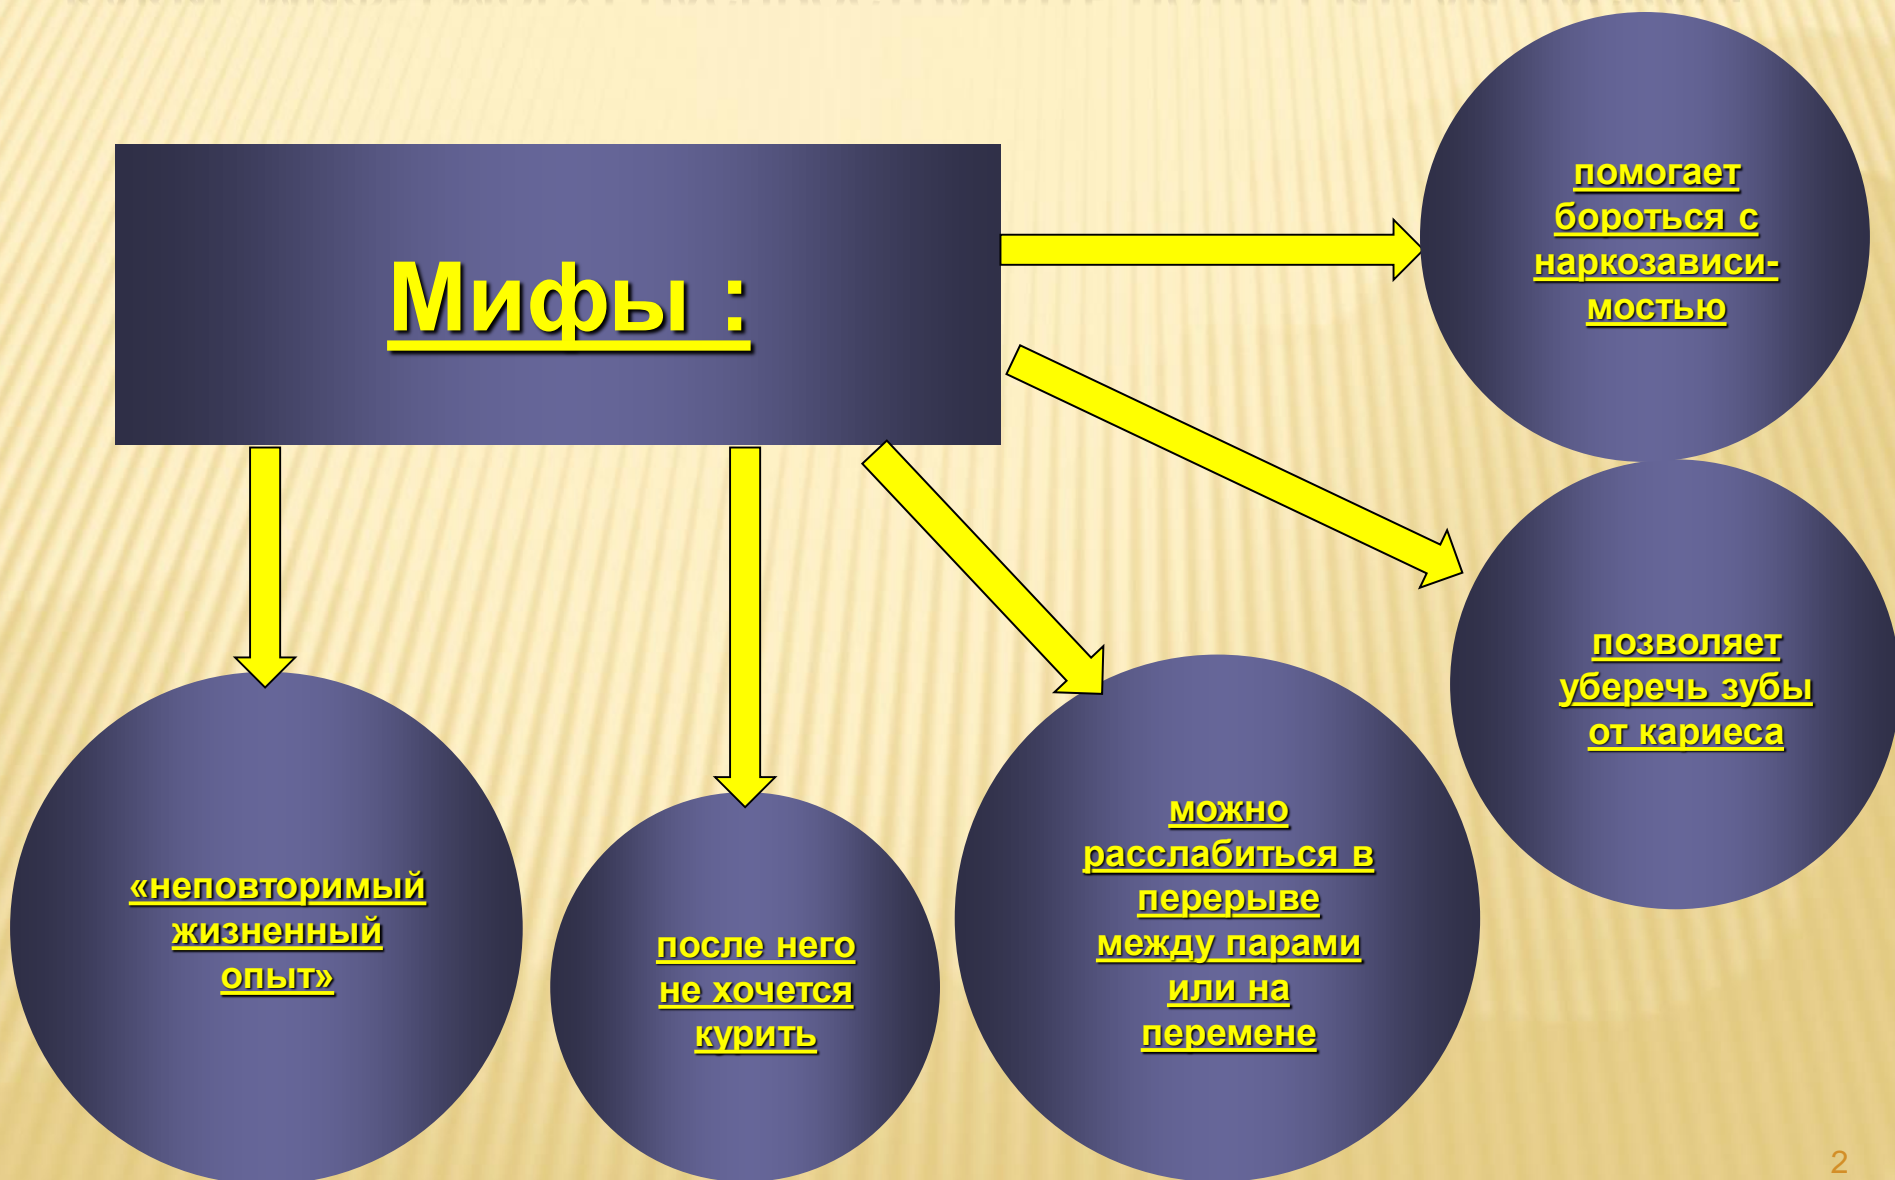 Мифы :
помогает
бороться с
наркозависи-
мостью
позволяет
уберечь зубы
от кариеса
можно
расслабиться в
перерыве
между парами
или на
перемене
после него
не хочется
курить
«неповторимый
жизненный
опыт»
2